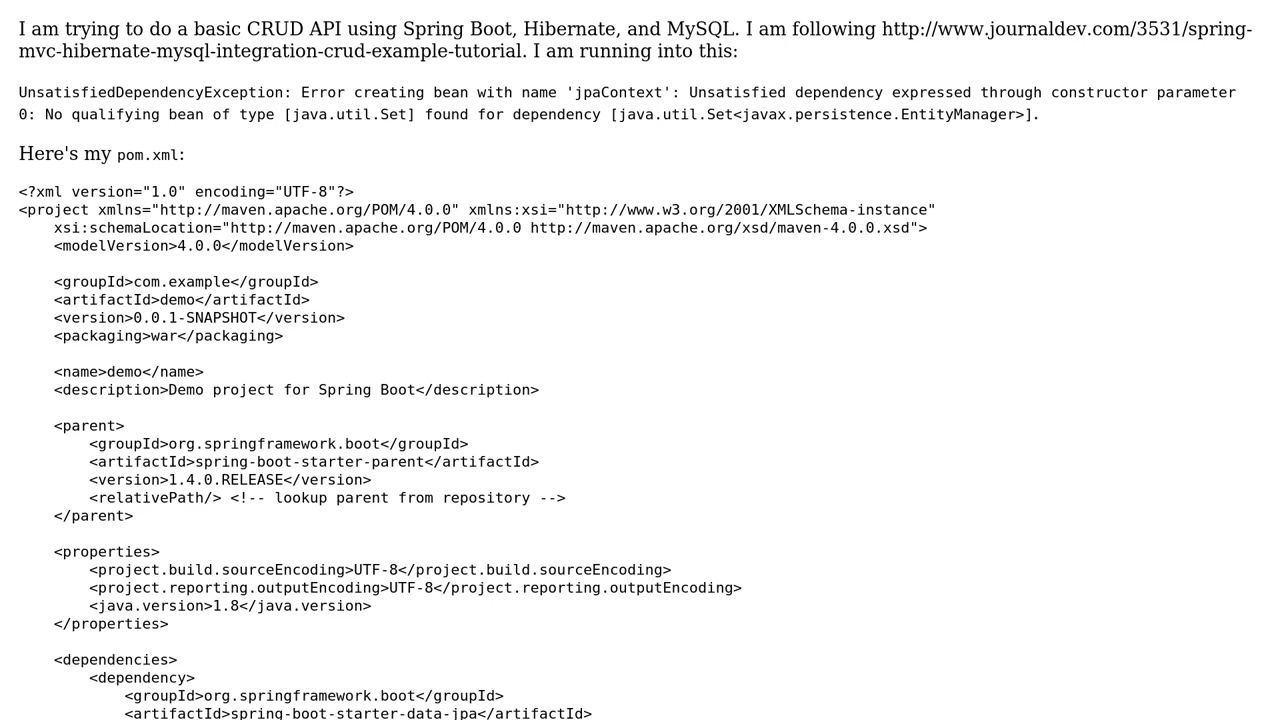 I am trying to do a basic CRUD API using Spring Boot, Hibernate, and MySQL. I am following http://www.journaldev.com/3531/spring-
mvc-hibernate-mysql-integration-crud-example-tutorial. I am running into this:
UnsatisfiedDependencyException: Error creating bean with name 'jpaContext': Unsatisfied dependency expressed through constructor parameter
0: No qualifying bean of type [java.util.Set] found for dependency [java.util.Set<javax.persistence.EntityManager>].
Here's my pom.xml:
<?xml version="1.0" encoding="UTF-8"?>
<project xmlns="http://maven.apache.org/POM/4.0.0" xmlns:xsi="http://www.w3.org/2001/XMLSchema-instance"
    xsi:schemaLocation="http://maven.apache.org/POM/4.0.0 http://maven.apache.org/xsd/maven-4.0.0.xsd">
    <modelVersion>4.0.0</modelVersion>
    <groupId>com.example</groupId>
    <artifactId>demo</artifactId>
    <version>0.0.1-SNAPSHOT</version>
    <packaging>war</packaging>
    <name>demo</name>
    <description>Demo project for Spring Boot</description>
    <parent>
        <groupId>org.springframework.boot</groupId>
        <artifactId>spring-boot-starter-parent</artifactId>
        <version>1.4.0.RELEASE</version>
        <relativePath/> <!-- lookup parent from repository -->
    </parent>
    <properties>
        <project.build.sourceEncoding>UTF-8</project.build.sourceEncoding>
        <project.reporting.outputEncoding>UTF-8</project.reporting.outputEncoding>
        <java.version>1.8</java.version>
    </properties>
    <dependencies>
        <dependency>
            <groupId>org.springframework.boot</groupId>
            <artifactId>spring-boot-starter-data-jpa</artifactId>